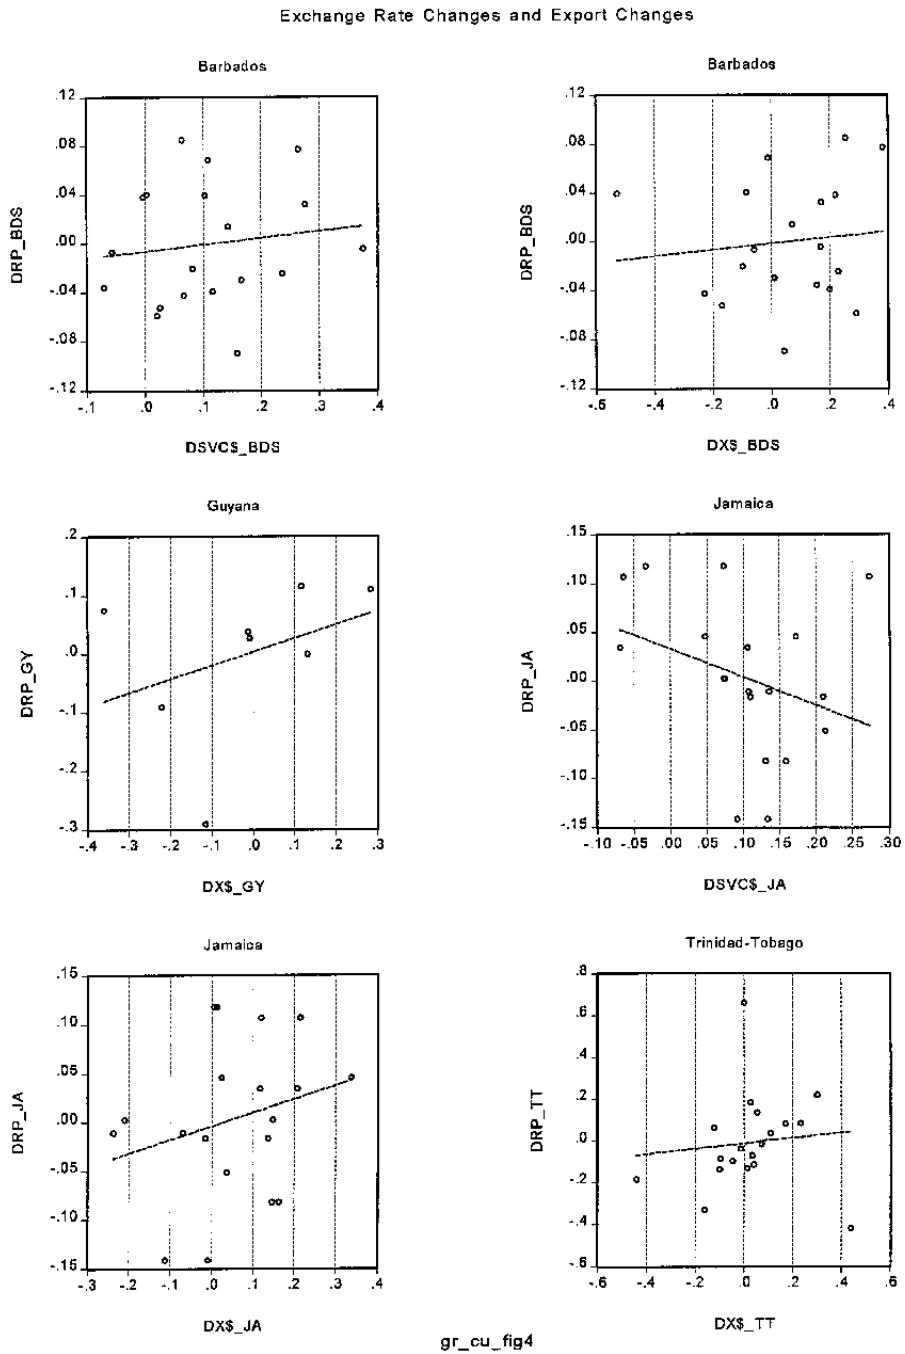 Exchange Rate Changes and Export Changes
Barbados
.12
.08
.04
.00
-.04
-.08
-.12
DRP_BDS
-.1 .0 .1 .2 .3 .4
DSVC$_BDS
Barbados
.12
.08
.04
.00
-.04
-.08
-.12
DRP_BDS
-.6 -.4 -.2 .0 .2 .4
DX$_BDS
Guyana
.2
.1
.0
-.1
-.2
-.3
DRP_GY
-.4 -.3 -.2 -.1 .0 .1 .2 .3
DX$_GY
Jamaica
.15
.10
.05
.00
-.05
-.10
-.15
DRP_JA
-.10 -.05 .00 .05 .10 .15 .20 .25 .30
DSVC$_JA
Jamaica
.15
.10
.05
.00
-.05
-.10
-.15
DRP_JA
-.3 -.2 -.1 .0 .1 .2 .3 .4
DX$_JA
Trinidad-Tobago
.8
.6
.4
.2
.0
-.2
-.4
-.6
DRP_TT
-.6 -.4 -.2 .0 .2 .4 .6
DX$_TT
gr_cu_fig4